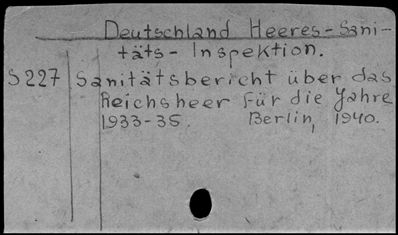 Deutschland Heeres-Sani-
täts-Inspektion.
S227 Sanitätsbericht über das
Reichsheer für die Jahre
1933-35. Berlin, 1940.